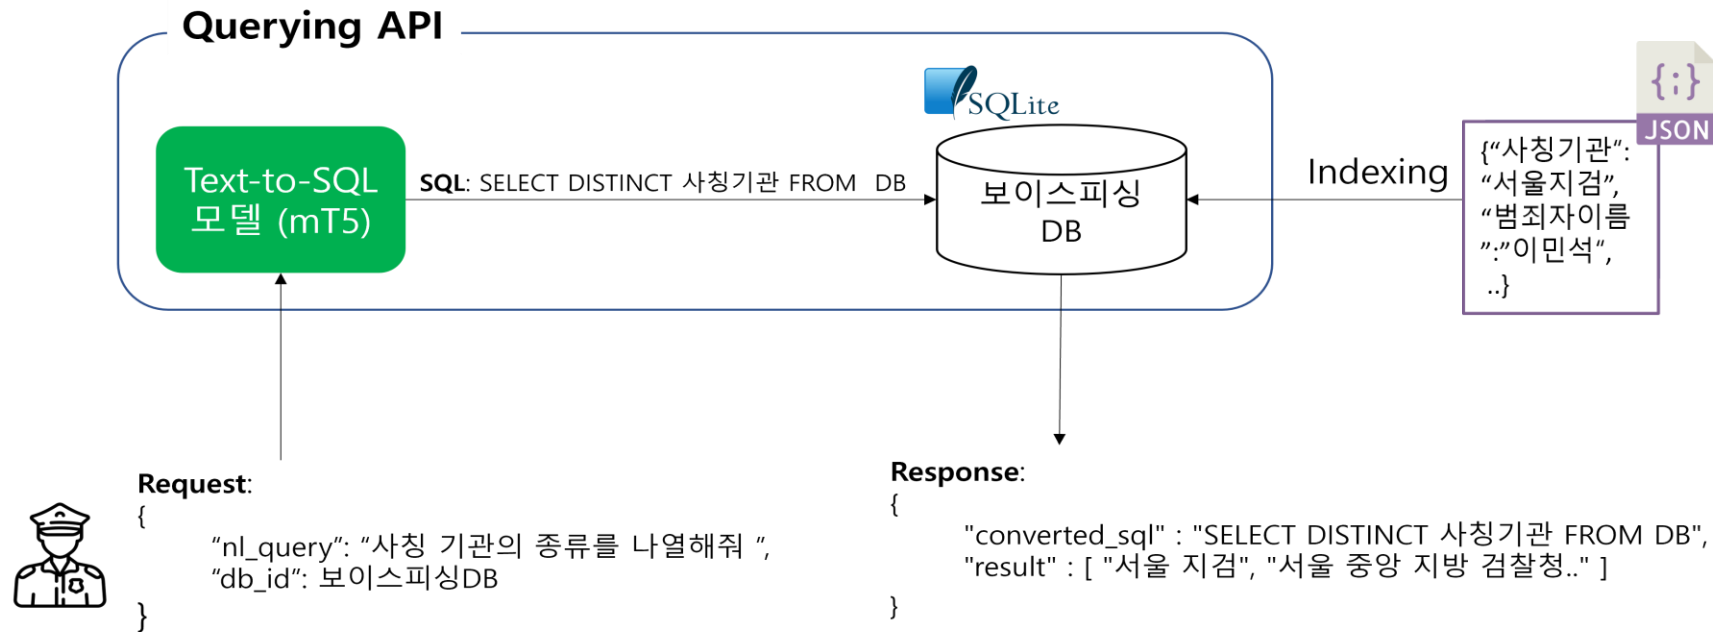 Querying API
SQLite
{;}
JSON
Text-to-SQL
모델 (mT5)
SQL: SELECT DISTINCT 사칭기관 FROM  DB
보이스피싱
DB
Indexing
{“사칭기관“:
“서울지검”,
“범죄자이름
”:”이민석“,
..}
Request:
{
“nl_query”: “사칭 기관의 종류를 나열해줘 ”,
“db_id”: 보이스피싱DB
}
Response:
{
"converted_sql" : "SELECT DISTINCT 사칭기관 FROM DB",
"result" : [ "서울 지검", "서울 중앙 지방 검찰청.." ]
}